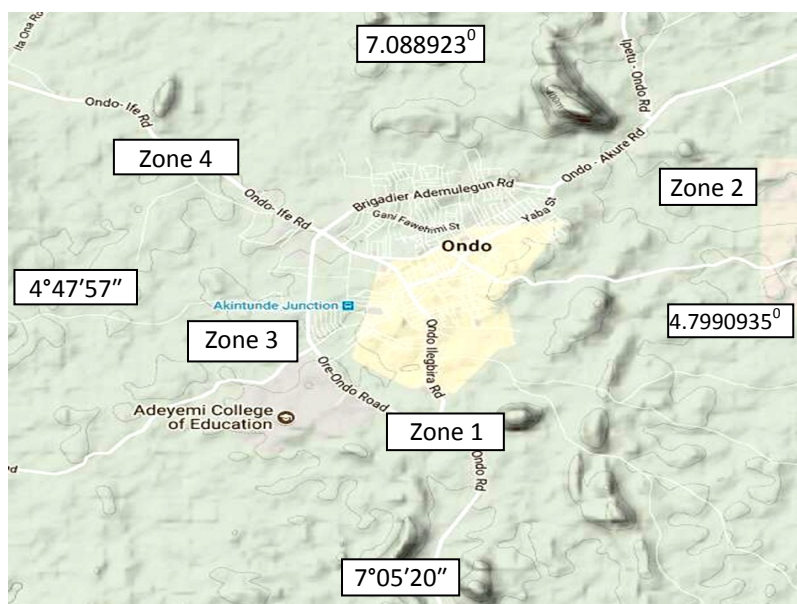 Ita Ona Rd
7.088923⁰
Ipetu - Ondo Rd
Ondo- Ife Rd
Zone 4
Ondo - Akure Rd
Zone 2
Brigadier Ademulegun Rd
Ondo- Ife Rd
Gani Fawehimi St
Yaba St
Ondo
4°47′57″
Akintunde Junction
4.7990935⁰
Zone 3
Ondo Ilegbira Rd
Ore-Ondo Road
Adeyemi College
of Education
Zone 1
Ondo Rd
7°05′20″